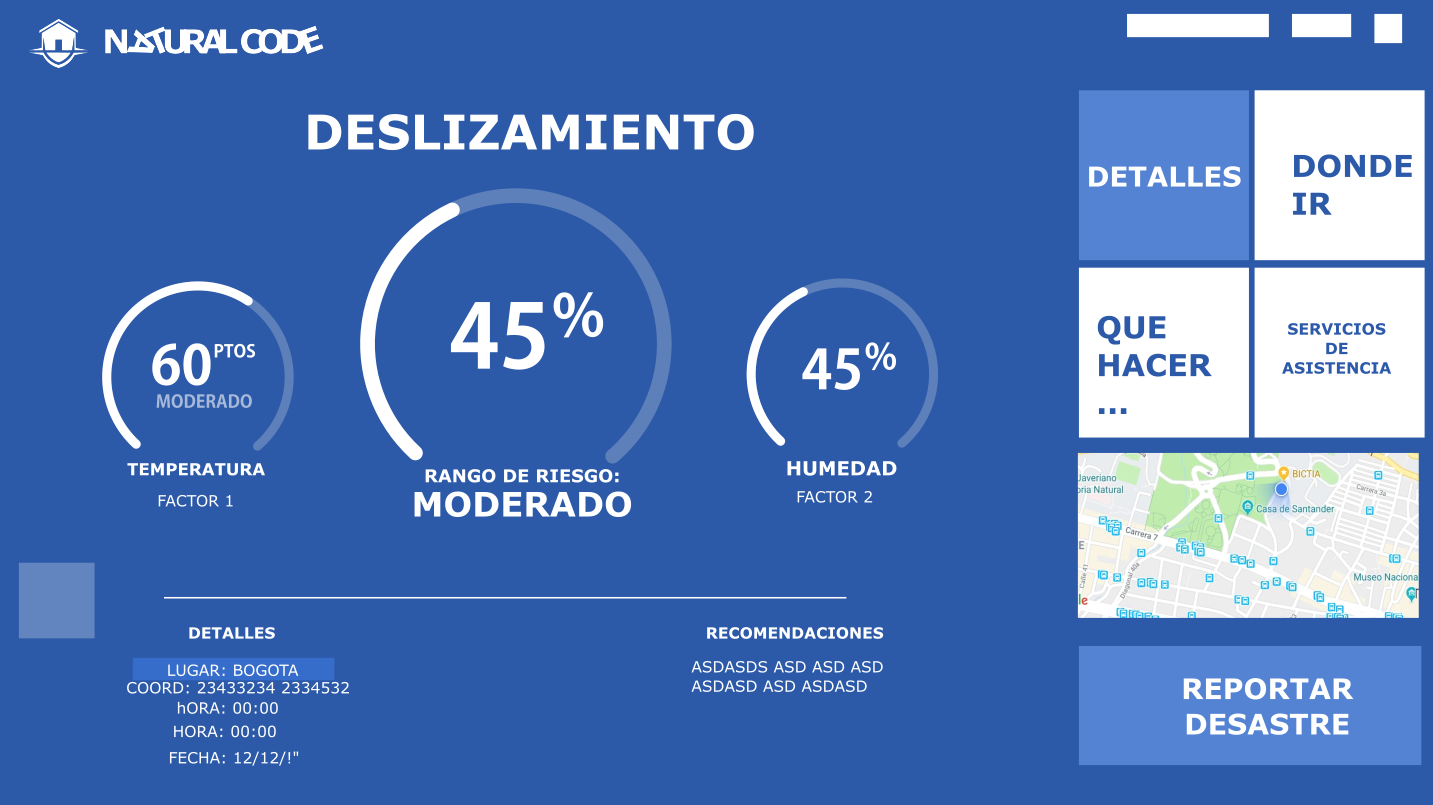 NATURAL CODE
DESLIZAMIENTO
60 PTOS
MODERADO
TEMPERATURA
FACTOR 1
45%
RANGO DE RIESGO:
MODERADO
45%
HUMEDAD
FACTOR 2
DETALLES
LUGAR: BOGOTA
COORD: 23433234 2334532
hORA: 00:00
HORA: 00:00
FECHA: 12/12/!"
RECOMENDACIONES
ASDASDS ASD ASD ASD
ASDASD ASD ASDASD
DETALLES
DONDE
IR
QUE
HACER
...
SERVICIOS
DE
ASISTENCIA
BICTIA
Javeriano
oria Natural
Carrera 3a
Casa de Santander
Carrera 7
E
Calle 41
Diagonal 40a
Museo Naciona
le
REPORTAR
DESASTRE